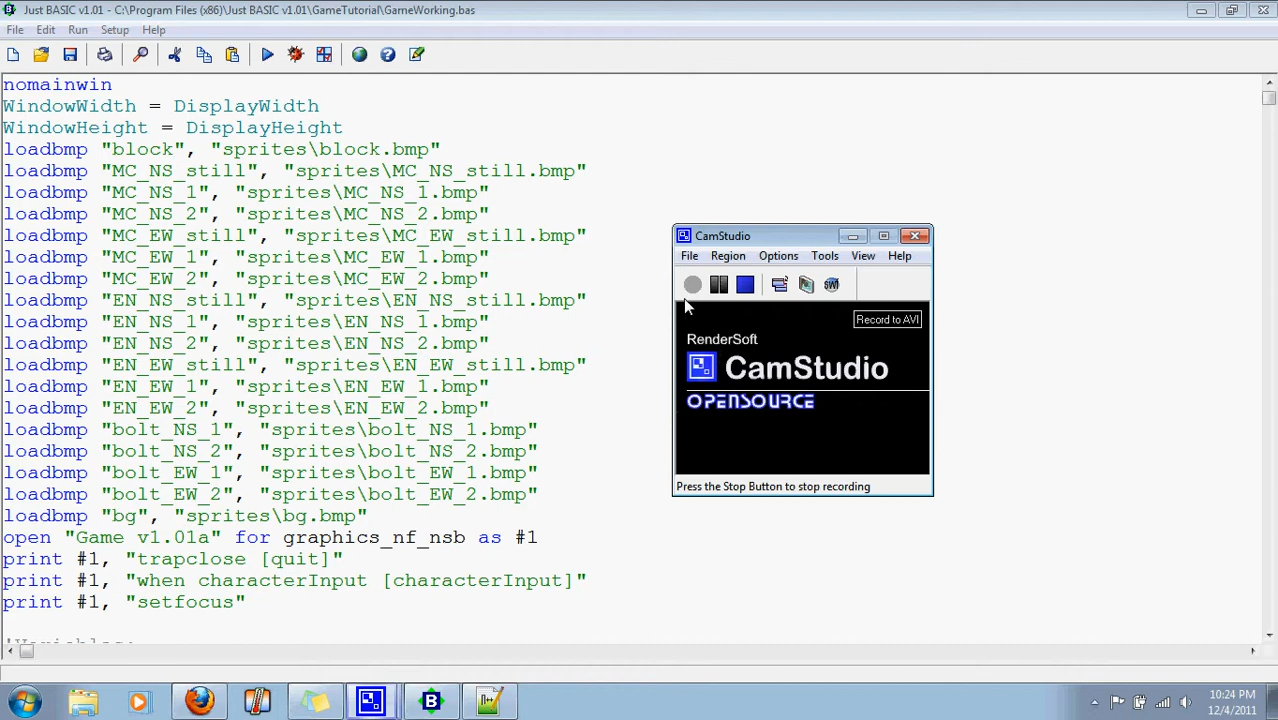 Just BASIC v1.01 - C:\Program Files (x86)\Just BASIC v1.01\GameTutorial\GameWorking.bas
File Edit Run Setup Help
nomainwin
WindowWidth = DisplayWidth
WindowHeight = DisplayHeight
loadbmp "block", "sprites\block.bmp"
loadbmp "MC_NS_still", "sprites\MC_NS_still.bmp"
loadbmp "MC_NS_1", "sprites\MC_NS_1.bmp"
loadbmp "MC_NS_2", "sprites\MC_NS_2.bmp"
loadbmp "MC_EW_still", "sprites\MC_EW_still.bmp"
loadbmp "MC_EW_1", "sprites\MC_EW_1.bmp"
loadbmp "MC_EW_2", "sprites\MC_EW_2.bmp"
loadbmp "EN_NS_still", "sprites\EN_NS_still.bmp"
loadbmp "EN_NS_1", "sprites\EN_NS_1.bmp"
loadbmp "EN_NS_2", "sprites\EN_NS_2.bmp"
loadbmp "EN_EW_still", "sprites\EN_EW_still.bmp"
loadbmp "EN_EW_1", "sprites\EN_EW_1.bmp"
loadbmp "EN_EW_2", "sprites\EN_EW_2.bmp"
loadbmp "bolt_NS_1", "sprites\bolt_NS_1.bmp"
loadbmp "bolt_NS_2", "sprites\bolt_NS_2.bmp"
loadbmp "bolt_EW_1", "sprites\bolt_EW_1.bmp"
loadbmp "bolt_EW_2", "sprites\bolt_EW_2.bmp"
loadbmp "bg", "sprites\bg.bmp"
open "Game v1.01a" for graphics_nf_nsb as #1
print #1, "trapclose [quit]"
print #1, "when characterInput [characterInput]"
print #1, "setfocus"
'Variables:
CamStudio
File Region Options Tools View Help
SWF
Record to AVI
RenderSoft
CamStudio
OPENSOURCE
Press the Stop Button to stop recording
10:24 PM
12/4/2011